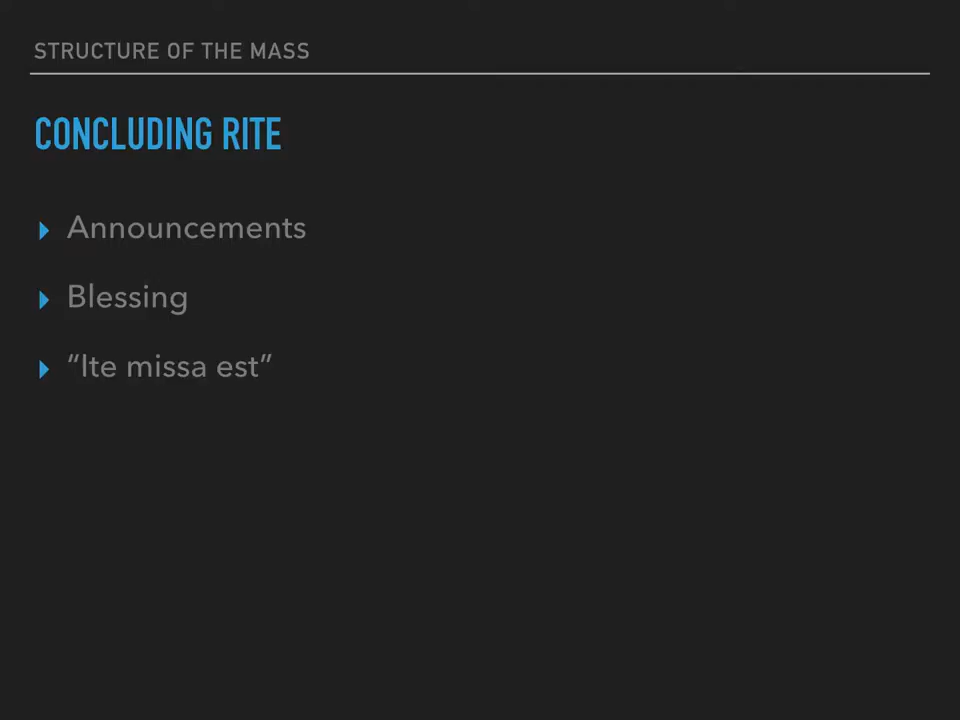 STRUCTURE OF THE MASS
CONCLUDING RITE
Announcements
Blessing
“Ite missa est”